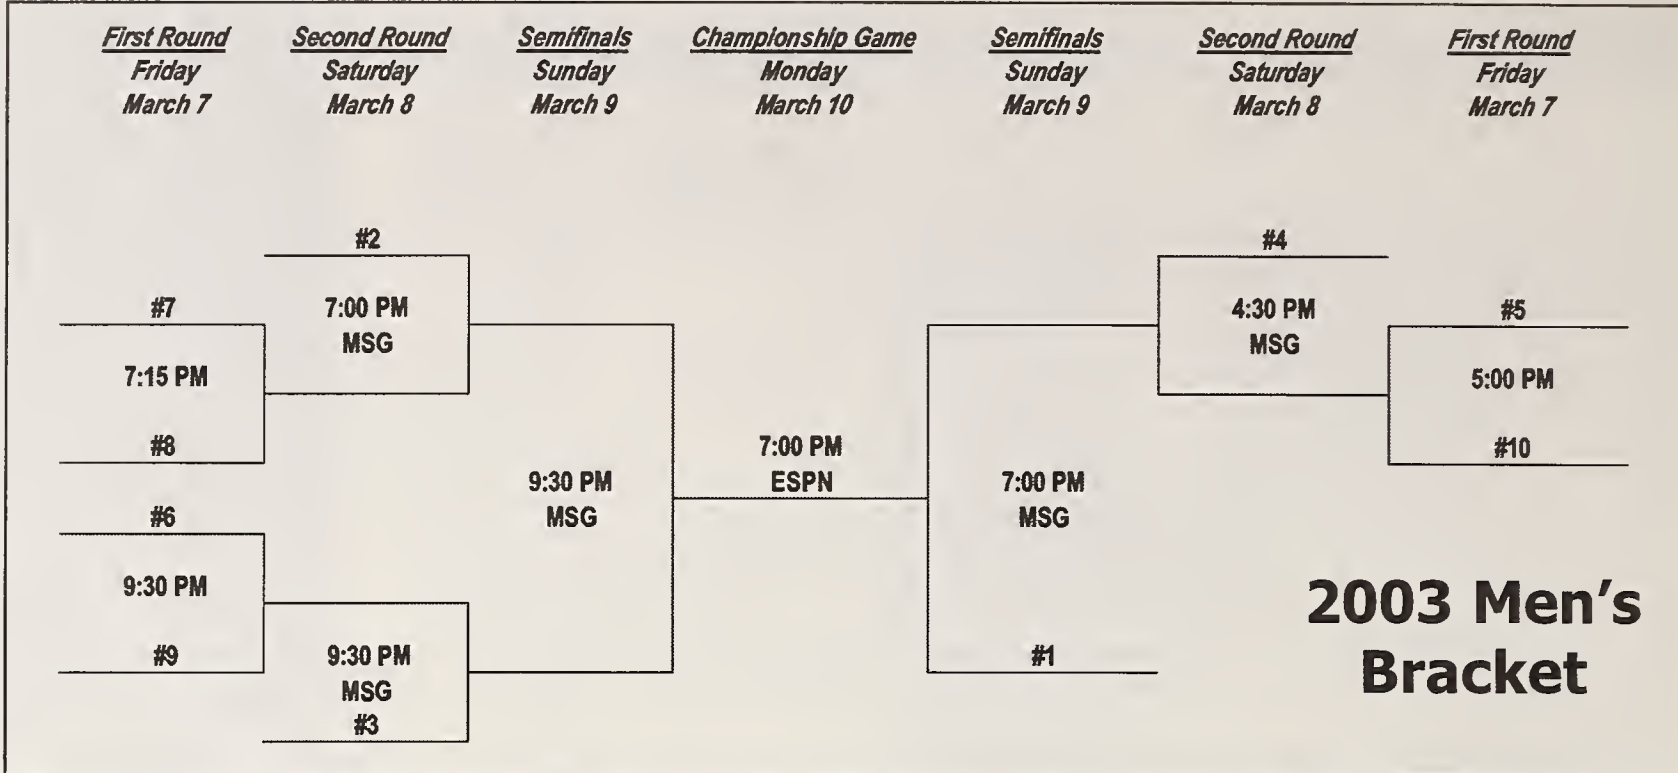 First Round
Friday
March 7
Second Round
Saturday
March 8
Semifinals
Sunday
March 9
Championship Game
Monday
March 10
Semifinals
Sunday
March 9
Second Round
Saturday
March 8
First Round
Friday
March 7
#2
7:00 PM
MSG
#7
7:15 PM
#8
#6
9:30 PM
#9
9:30 PM
MSG
#3
9:30 PM
MSG
7:00 PM
ESPN
7:00 PM
MSG
#1
#4
4:30 PM
MSG
#5
5:00 PM
#10
2003 Men's
Bracket